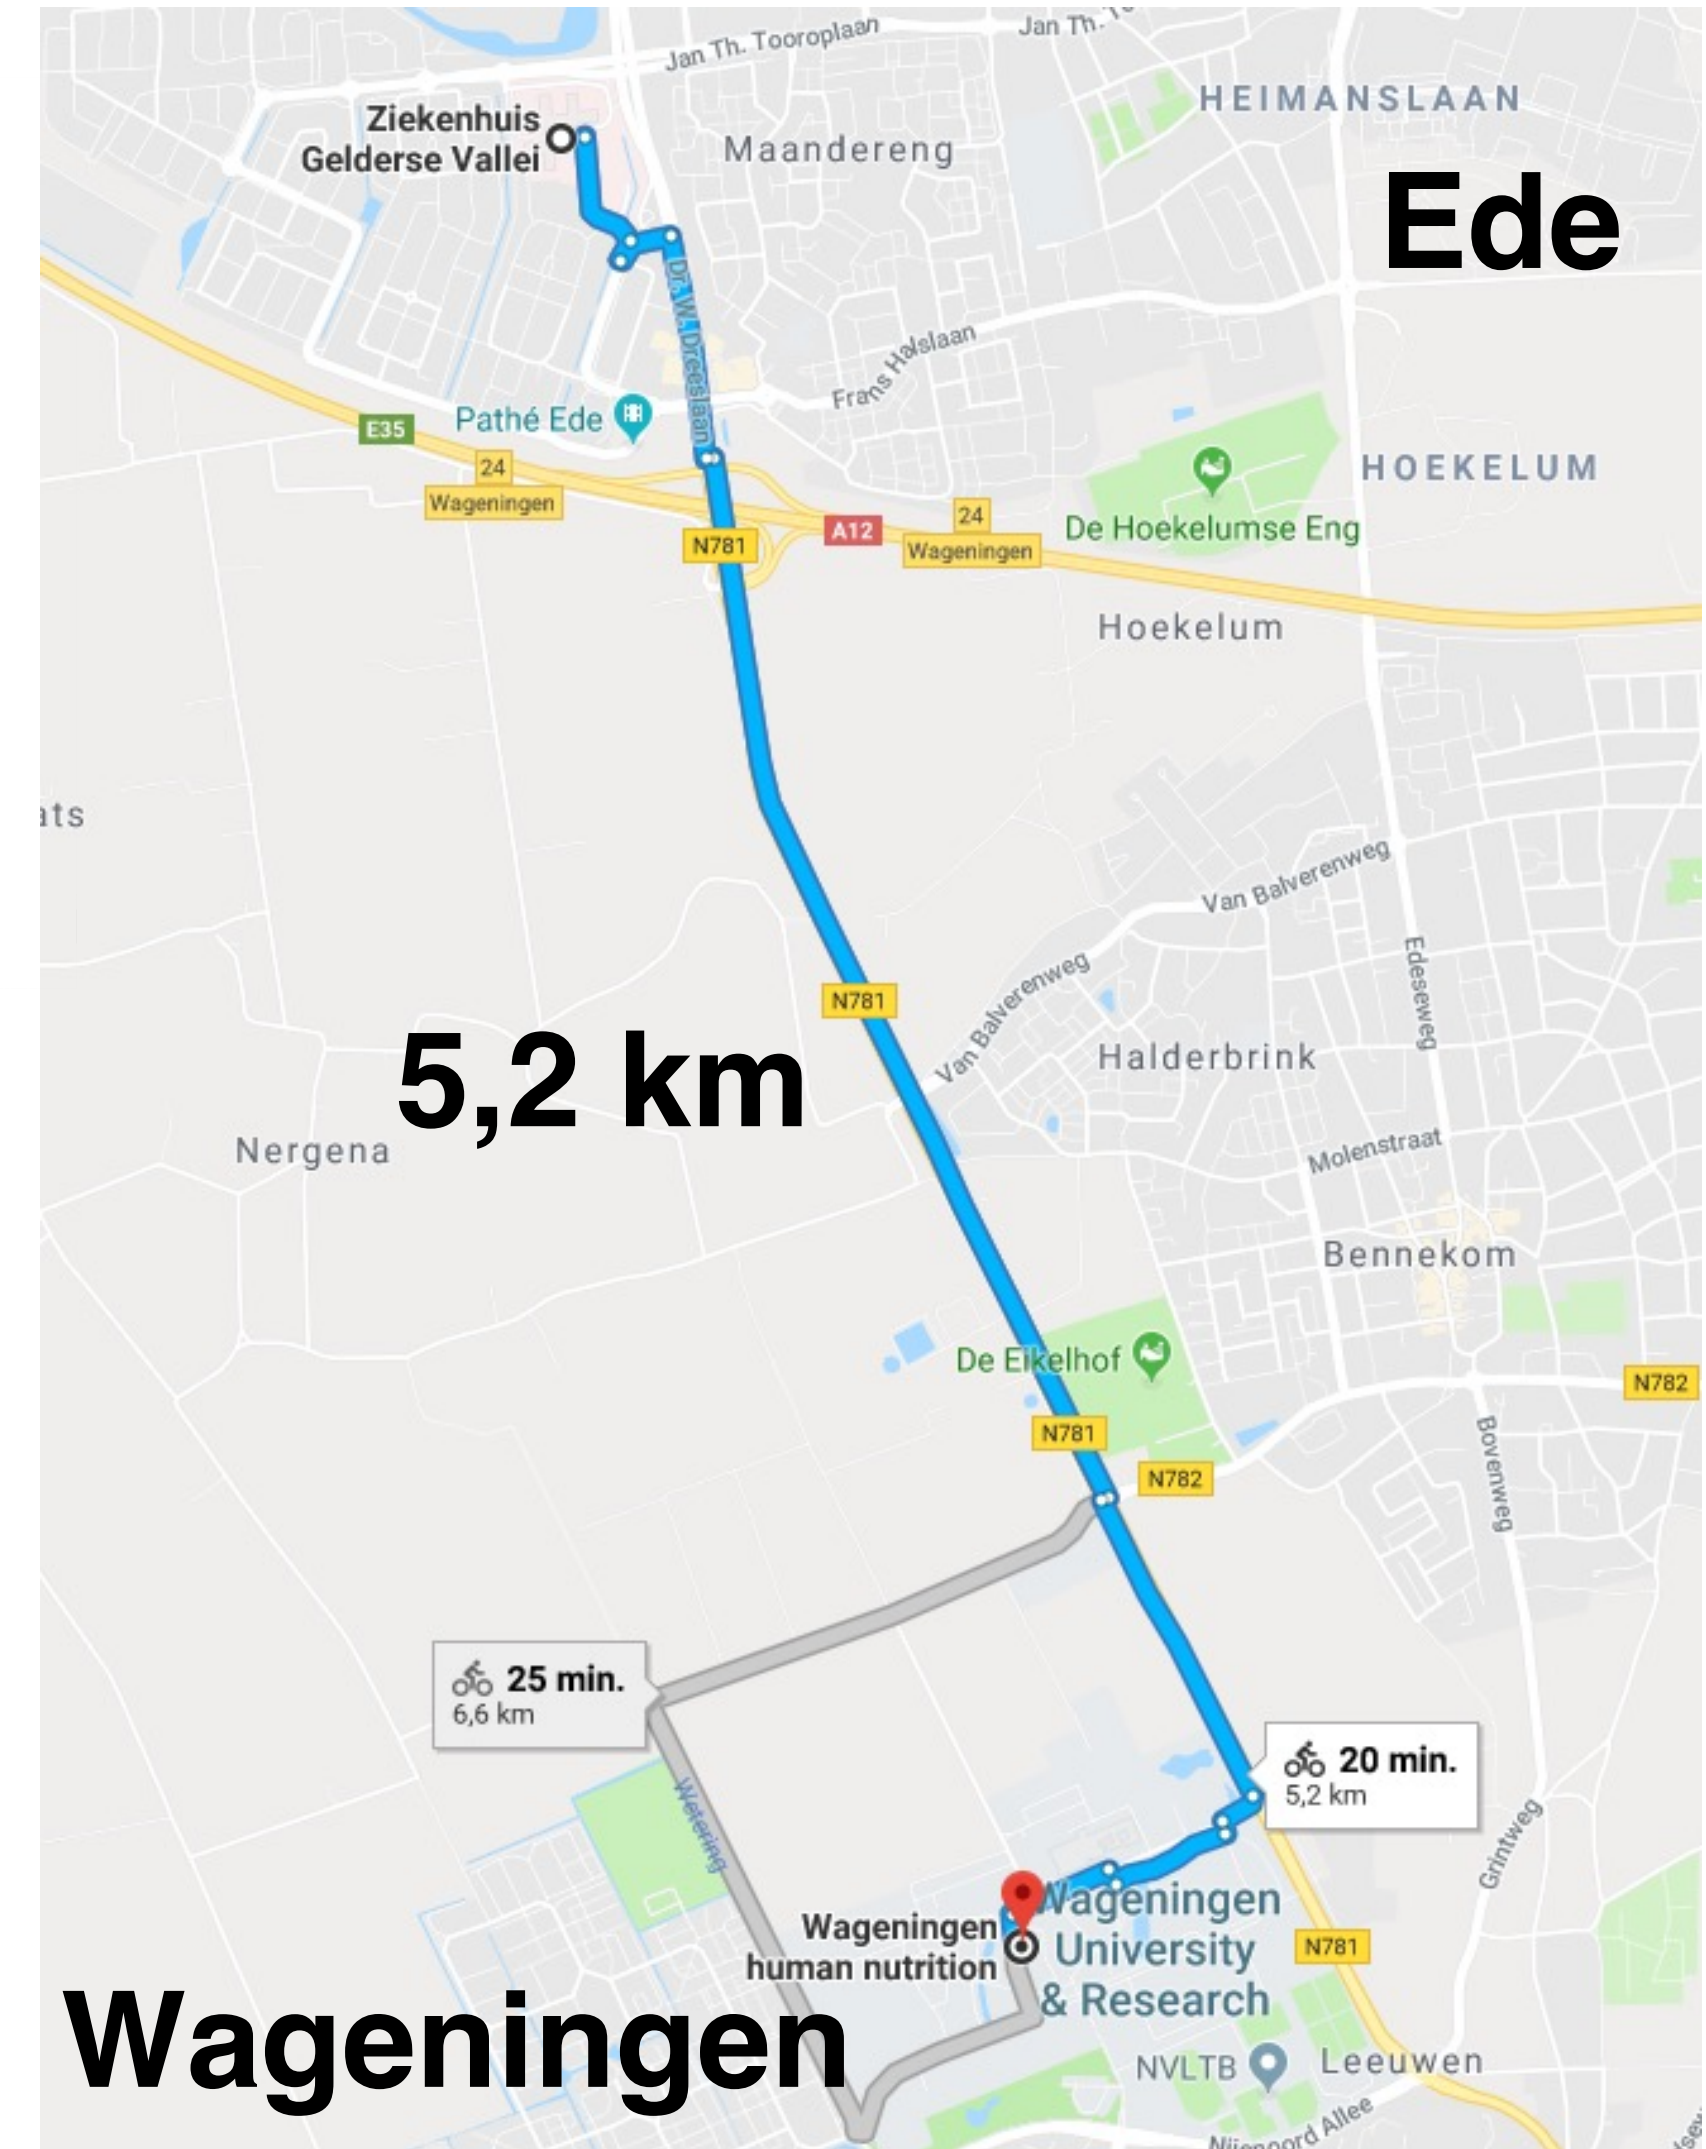 Jan Th. Tooroplaan
Jan Th. To
HEIMANSLAAN
Ziekenhuis
Gelderse Vallei
Maandereng
Ede
Dr. W. Dreeslaan
Frans Halslaan
Pathé Ede
E35
24
Wageningen
HOEKELUM
N781
A12
24
Wageningen
De Hoekelumse Eng
Hoekelum
ats
Van Balverenweg
Edeseweg
Van Balverenweg
N781
5,2 km
Halderbrink
Nergena
Molenstraat
Bennekom
De Eikelhof
N782
N781
N782
Bovenweg
25 min.
6,6 km
20 min.
5,2 km
Wetering
Grintweg
Wageningen
human nutrition
Wageningen
University
& Research
N781
Wageningen
NVLTB
Leeuwen
Nijenoord Allee